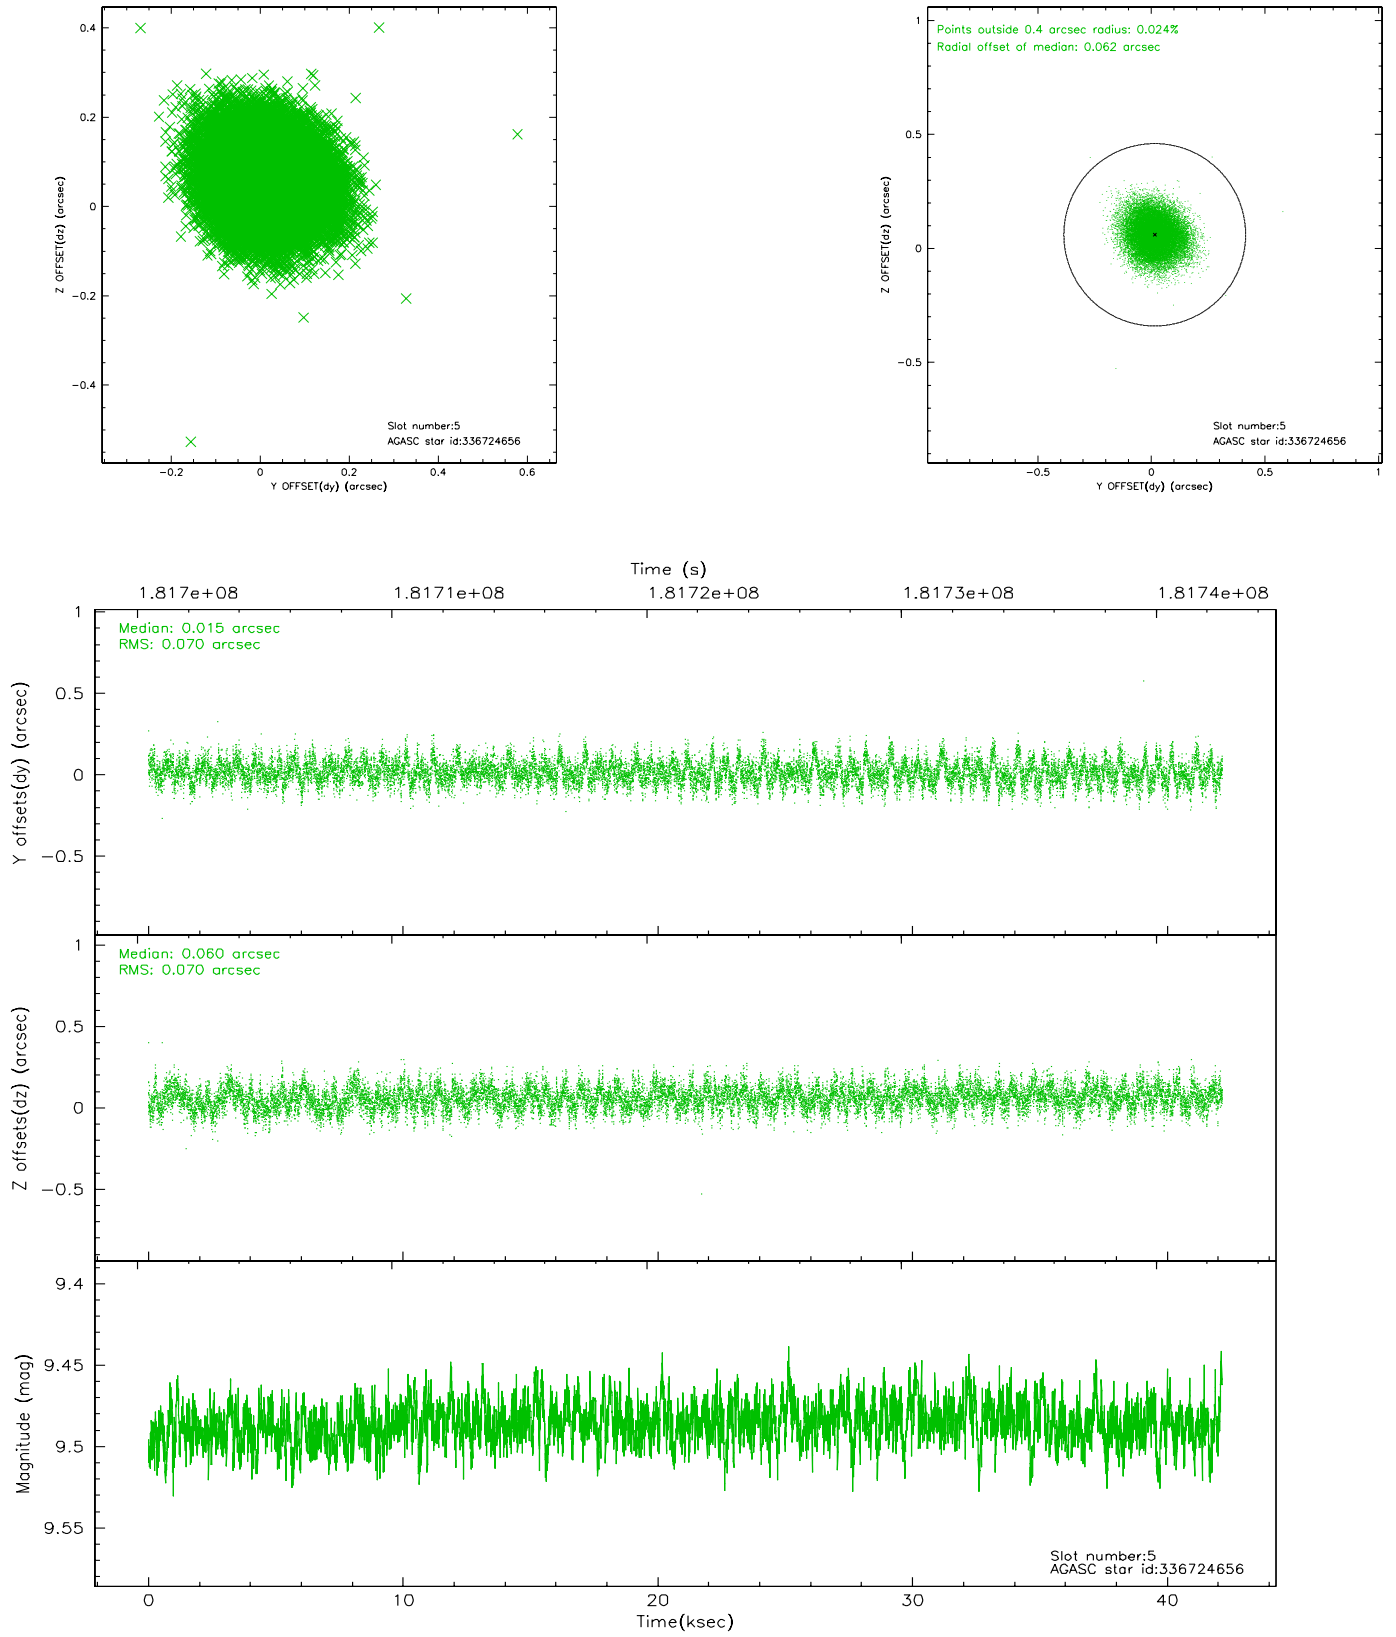 0.4
0.2
0
−0.2
−0.4
Z OFFSET(dz) (arcsec)
Slot number:5
AGASC star id:336724656
−0.2 0 0.2 0.4 0.6
Y OFFSET(dy) (arcsec)
Points outside 0.4 arcsec radius: 0.024%
Radial offset of median: 0.062 arcsec
1
0.5
0
−0.5
Z OFFSET(dz) (arcsec)
Slot number:5
AGASC star id:336724656
−0.5 0 0.5 1
Y OFFSET(dy) (arcsec)
Time (s)
1.817e+08 1.8171e+08 1.8172e+08 1.8173e+08 1.8174e+08
Median: 0.015 arcsec
RMS: 0.070 arcsec
1
0.5
0
−0.5
Y offsets(dy) (arcsec)
Median: 0.060 arcsec
RMS: 0.070 arcsec
1
0.5
0
−0.5
Z offsets(dz) (arcsec)
9.4
9.45
9.5
9.55
Magnitude (mag)
Slot number:5
AGASC star id:336724656
0 10 20 30 40
Time(ksec)